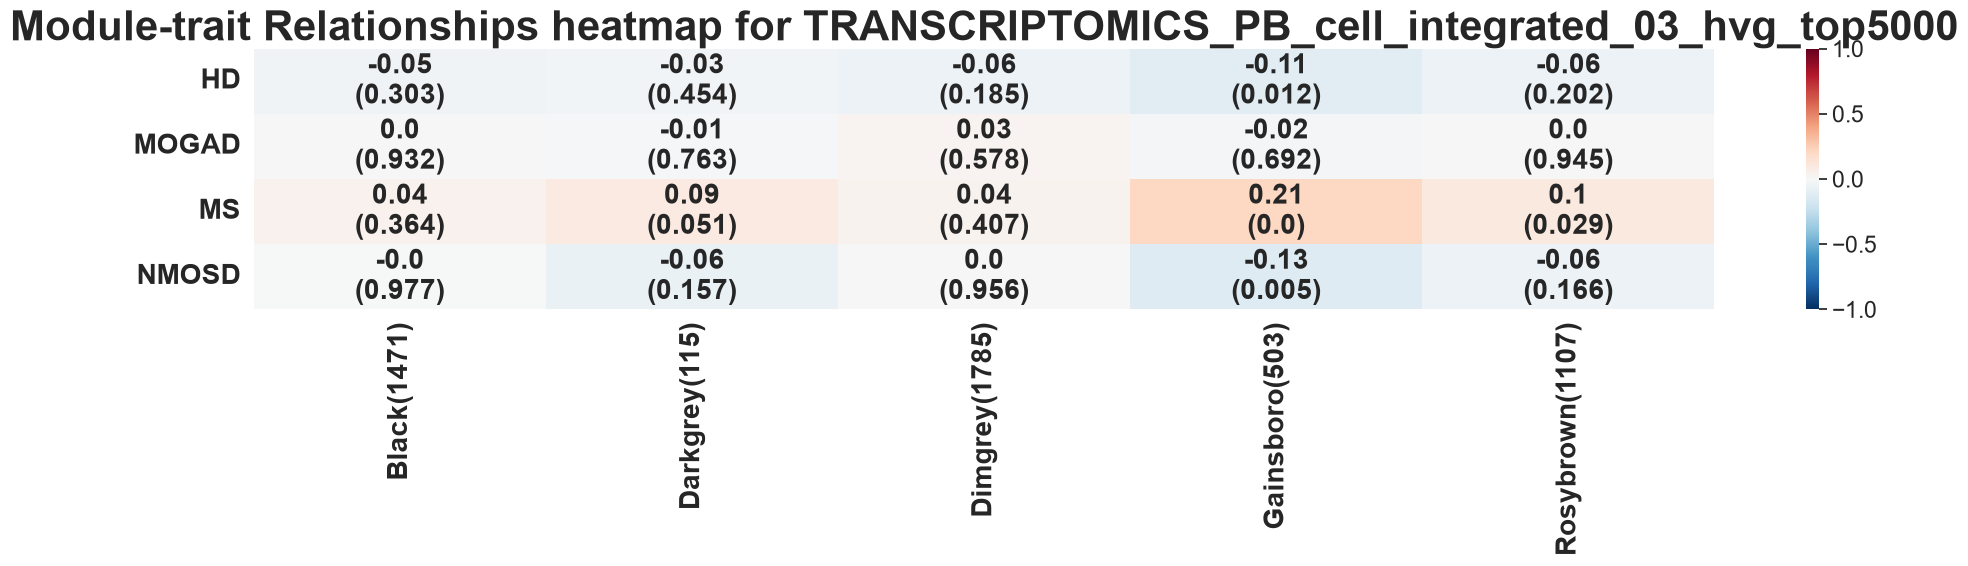 Module-trait Relationships heatmap for TRANSCRIPTOMICS_PB_cell_integrated_03_hvg_top5000
HD
-0.05 -0.03 -0.06 -0.11 -0.06
(0.303) (0.454) (0.185) (0.012) (0.202)
MOGAD
0.0 -0.01 0.03 -0.02 0.0
(0.932) (0.763) (0.578) (0.692) (0.945)
MS
0.04 0.09 0.04 0.21 0.1
(0.364) (0.051) (0.407) (0.0) (0.029)
NMOSD
-0.0 -0.06 0.0 -0.13 -0.06
(0.977) (0.157) (0.956) (0.005) (0.166)
Black(1471)
Darkgrey(115)
Dimgrey(1785)
Gainsboro(503)
Rosybrown(1107)
1.0
0.5
0.0
−0.5
−1.0